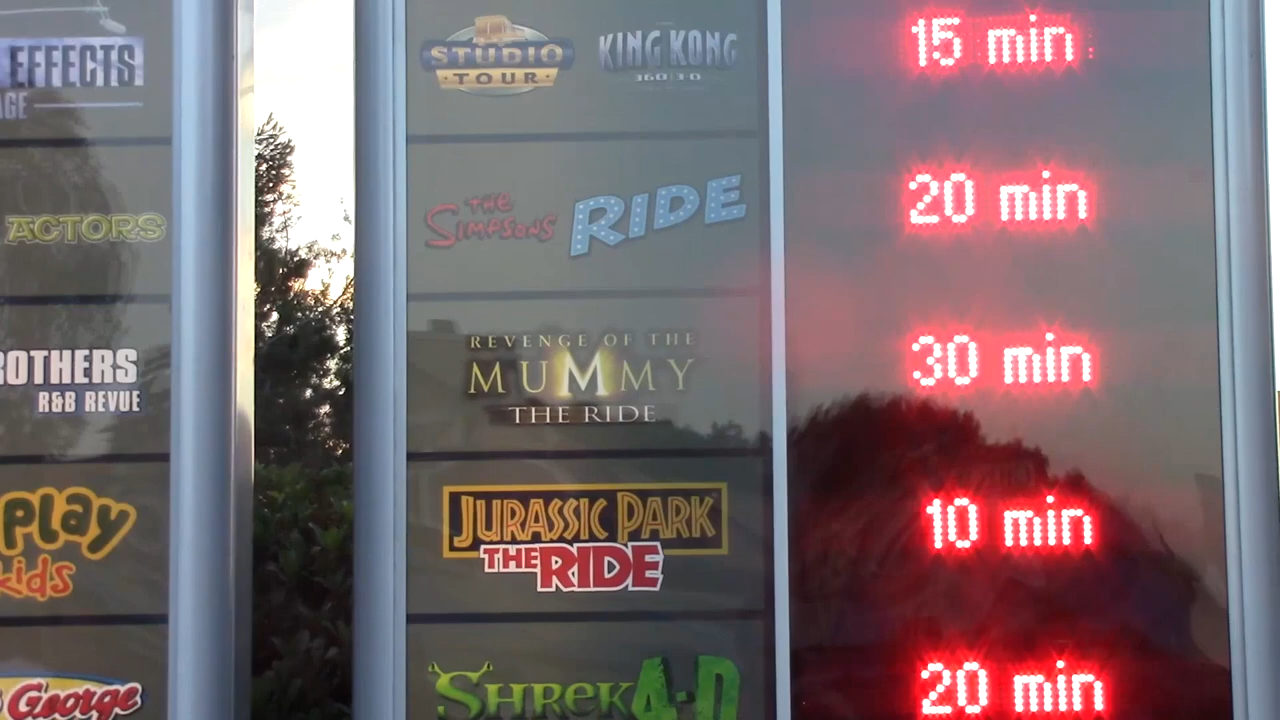 EFFECTS
AGE
ACTORS
ROTHERS
R&B REVUE
Play
kids
George
STUDIO
TOUR
KING KONG
360 3-D
15 min
THE
SIMPSONS
RIDE
20 min
REVENGE OF THE
MUMMY
THE RIDE
30 min
JURASSIC PARK
THE RIDE
10 min
SHREK 4-D
20 min